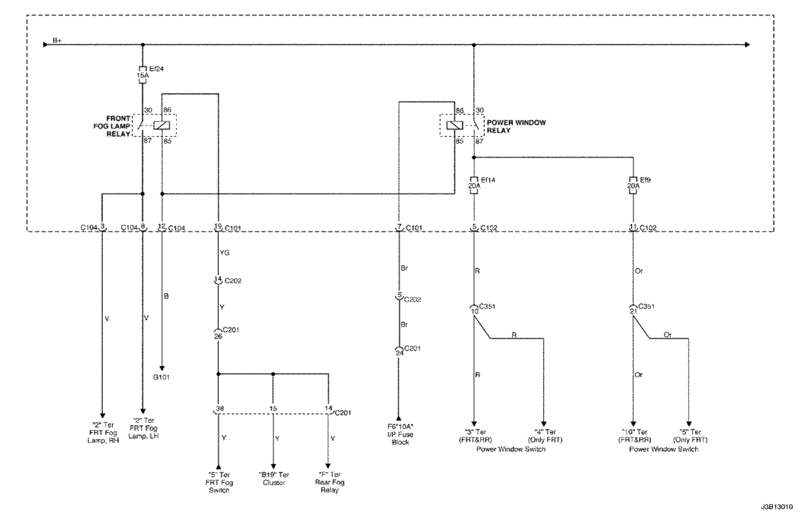 B+
Ef24
15A
30
86
FRONT
FOG LAMP
RELAY
87
85
85
30
POWER WINDOW
RELAY
85
87
Ef14
20A
Ef9
20A
C104 3
C104 8
12 C104
19 C101
7 C101
5 C102
11 C102
YG
14 C202
B
V
V
Y
C201
26
G101
Br
5 C202
Br
C201
24
R
C351
10
R
R
Or
C351
21
Or
Or
38
15
14
C201
Y
Y
Y
"2" Ter
FRT Fog
Lamp, RH
"2" Ter
FRT Fog
Lamp, LH
"5" Ter
FRT Fog
Switch
"B19" Ter
Cluster
"F" Ter
Rear Fog
Relay
F6"10A"
I/P Fuse
Block
"3" Ter
(FRT&RR)
"4" Ter
(Only FRT)
Power Window Switch
"10" Ter
(FRT&RR)
"5" Ter
(Only FRT)
Power Window Switch
J3B13010